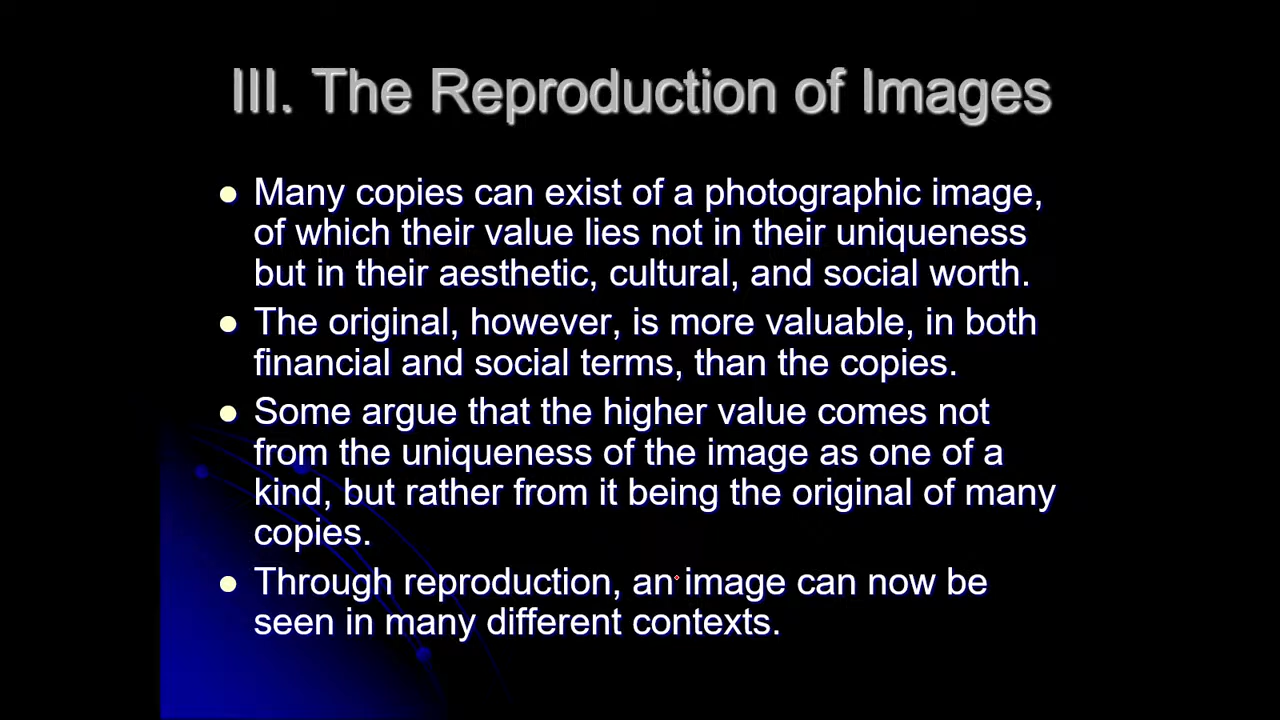 III. The Reproduction of Images
Many copies can exist of a photographic image,
of which their value lies not in their uniqueness
but in their aesthetic, cultural, and social worth.
The original, however, is more valuable, in both
financial and social terms, than the copies.
Some argue that the higher value comes not
from the uniqueness of the image as one of a
kind, but rather from it being the original of many
copies.
Through reproduction, an image can now be
seen in many different contexts.